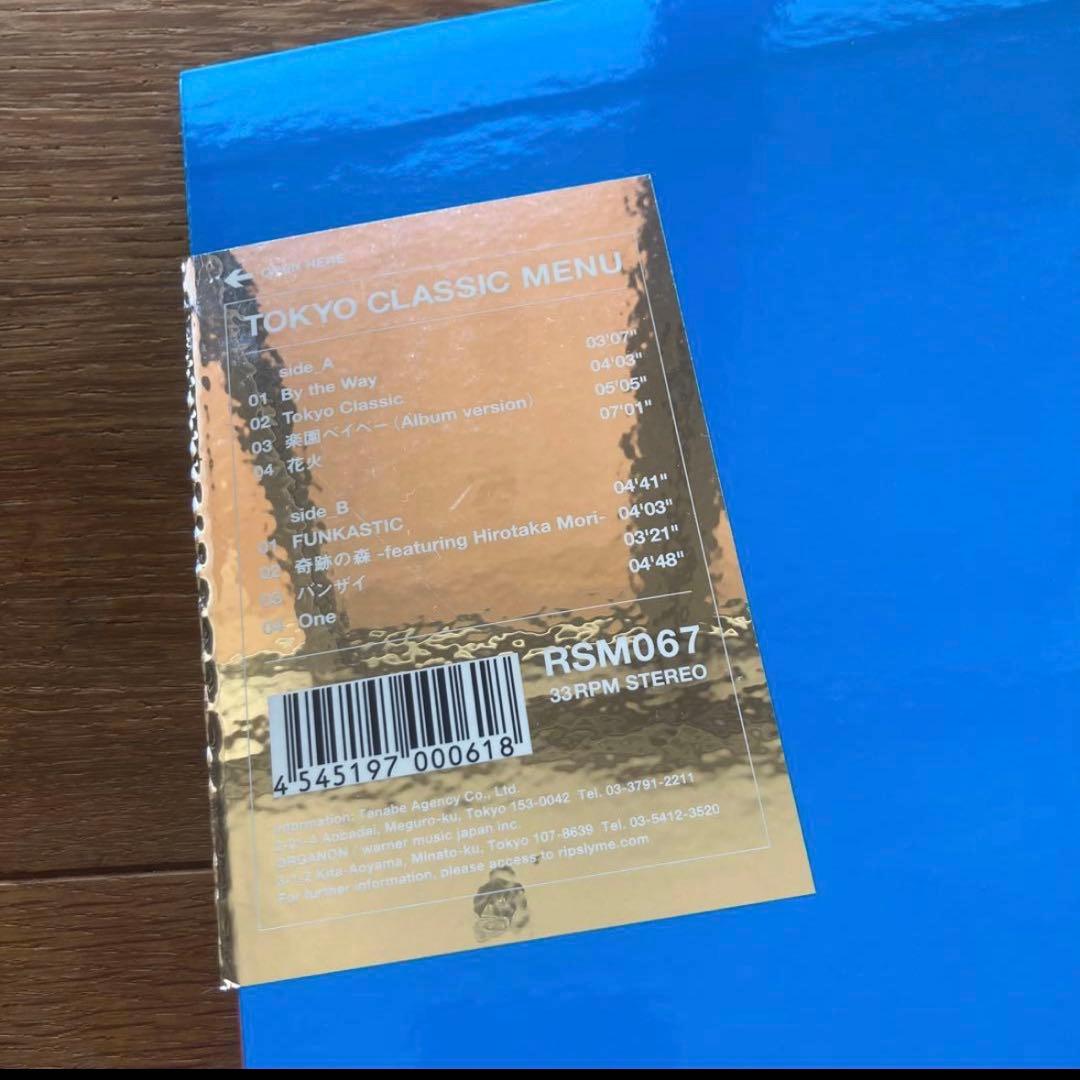 OPEN HERE
TOKYO CLASSIC MENU
side_A
01 By the Way 03'07"
02 Tokyo Classic 04'03"
03 楽園ベイベー (Album version) 05'05"
04 花火 07'01"
side_B
01 FUNKASTIC 04'41"
02 奇跡の森 -featuring Hirotaka Mori- 04'03"
03 バンザイ 03'21"
04 One 04'48"
RSM067
33RPM STEREO
4 545197 000618
Information: Tanabe Agency Co., Ltd.
Aobadai, Meguro-ku, Tokyo 153-0042 Tel. 03-3791-2211
ORGANON / warner music japan inc.
3-1-2 Kita-Aoyama, Minato-ku, Tokyo 107-8639 Tel. 03-5412-3520
For further information, please access to ripslyme.com